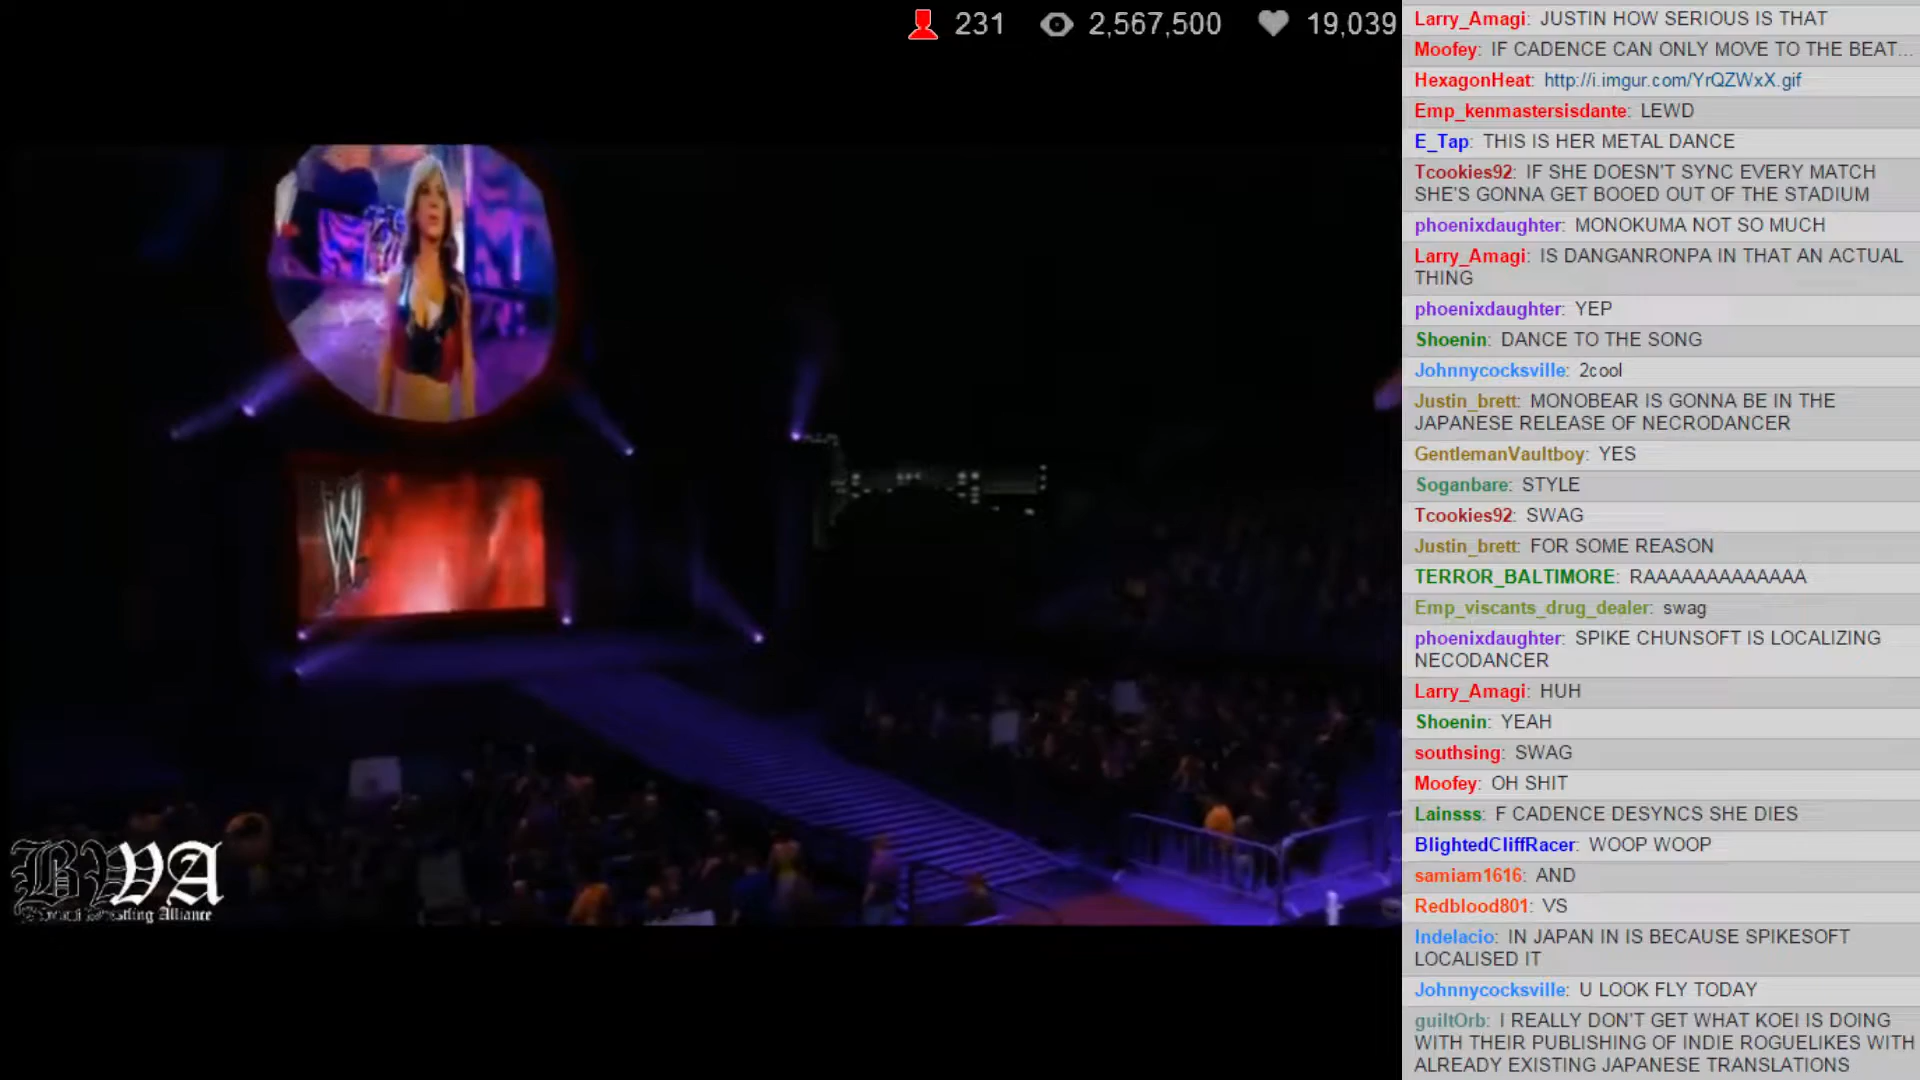 231 2,567,500 19,039
Larry_Amagi: JUSTIN HOW SERIOUS IS THAT
Moofey: IF CADENCE CAN ONLY MOVE TO THE BEAT...
HexagonHeat: http://i.imgur.com/YrQZWxX.gif
Emp_kenmastersisdante: LEWD
E_Tap: THIS IS HER METAL DANCE
Tcookies92: IF SHE DOESN'T SYNC EVERY MATCH
SHE'S GONNA GET BOOED OUT OF THE STADIUM
phoenixdaughter: MONOKUMA NOT SO MUCH
Larry_Amagi: IS DANGANRONPA IN THAT AN ACTUAL
THING
phoenixdaughter: YEP
Shoenin: DANCE TO THE SONG
Johnnycocksville: 2cool
Justin_brett: MONOBEAR IS GONNA BE IN THE
JAPANESE RELEASE OF NECRODANCER
GentlemanVaultboy: YES
Soganbare: STYLE
Tcookies92: SWAG
Justin_brett: FOR SOME REASON
TERROR_BALTIMORE: RAAAAAAAAAAAAA
Emp_viscants_drug_dealer: swag
phoenixdaughter: SPIKE CHUNSOFT IS LOCALIZING
NECODANCER
Larry_Amagi: HUH
Shoenin: YEAH
southsing: SWAG
Moofey: OH SHIT
Lainsss: F CADENCE DESYNCS SHE DIES
BlightedCliffRacer: WOOP WOOP
samiam1616: AND
Redblood801: VS
Indelacio: IN JAPAN IN IS BECAUSE SPIKESOFT
LOCALISED IT
Johnnycocksville: U LOOK FLY TODAY
guiltOrb: I REALLY DON'T GET WHAT KOEI IS DOING
WITH THEIR PUBLISHING OF INDIE ROGUELIKES WITH
ALREADY EXISTING JAPANESE TRANSLATIONS
W
BWA
Wrestling Alliance